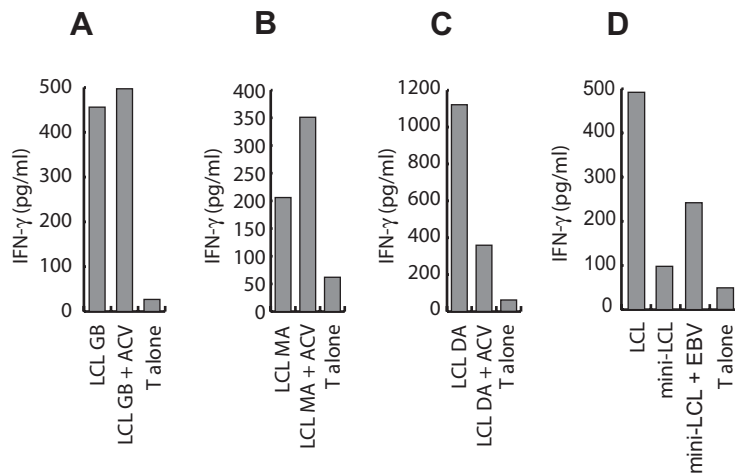 A
B
C
D
IFN-γ (pg/ml)
500
400
300
200
100
0
LCL GB
LCL GB + ACV
T alone
IFN-γ (pg/ml)
400
350
300
250
200
150
100
50
0
LCL MA
LCL MA + ACV
T alone
IFN-γ (pg/ml)
1200
1000
800
600
400
200
0
LCL DA
LCL DA + ACV
T alone
IFN-γ (pg/ml)
500
400
300
200
100
0
LCL
mini-LCL
mini-LCL + EBV
T alone